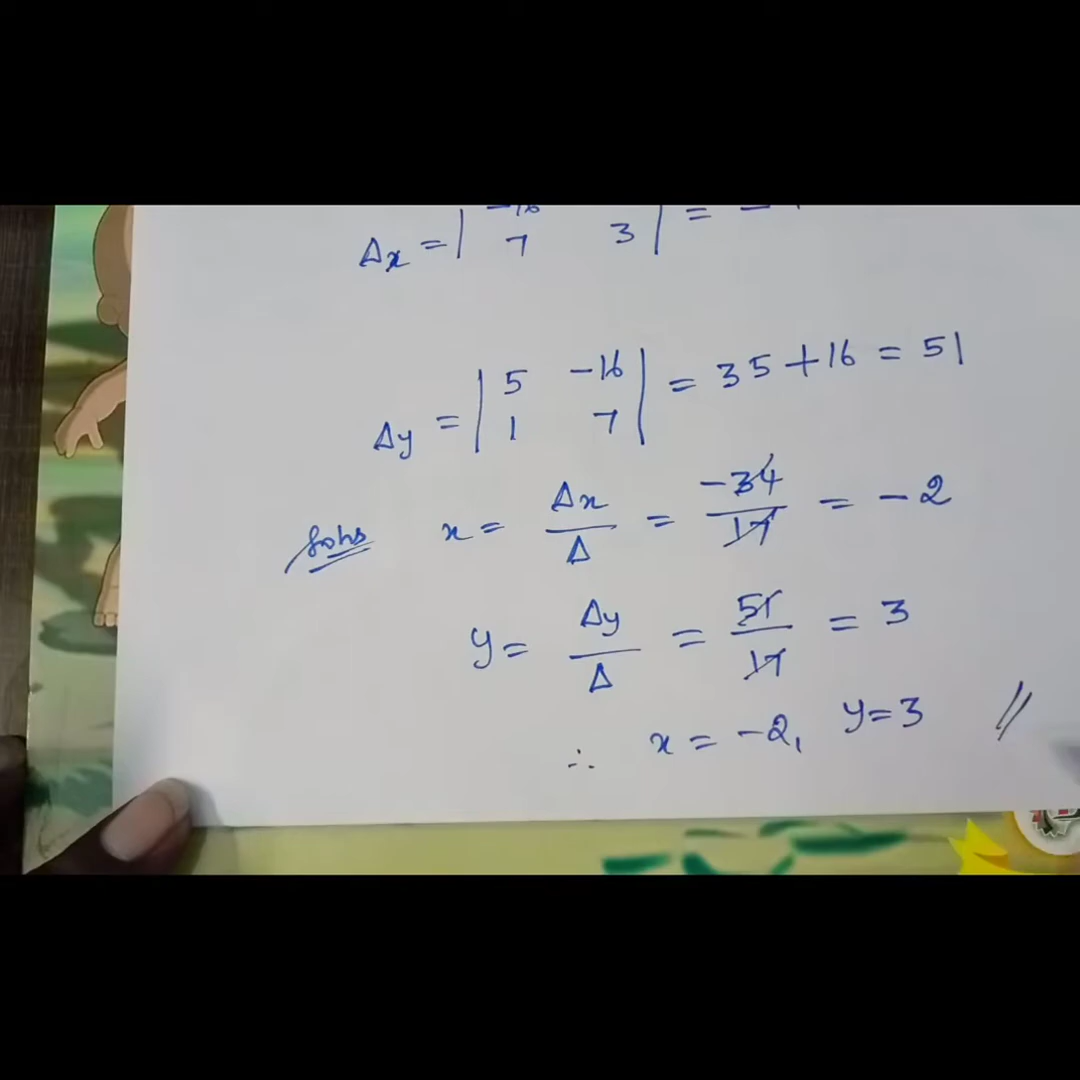 Δx = | 7 3 | =
Δy = | 5 -16 | = 35 + 16 = 51
| 1 7 |
Solns x = Δx / Δ = -34 / 17 = -2
y = Δy / Δ = 51 / 17 = 3
∴ x = -2, y = 3 //